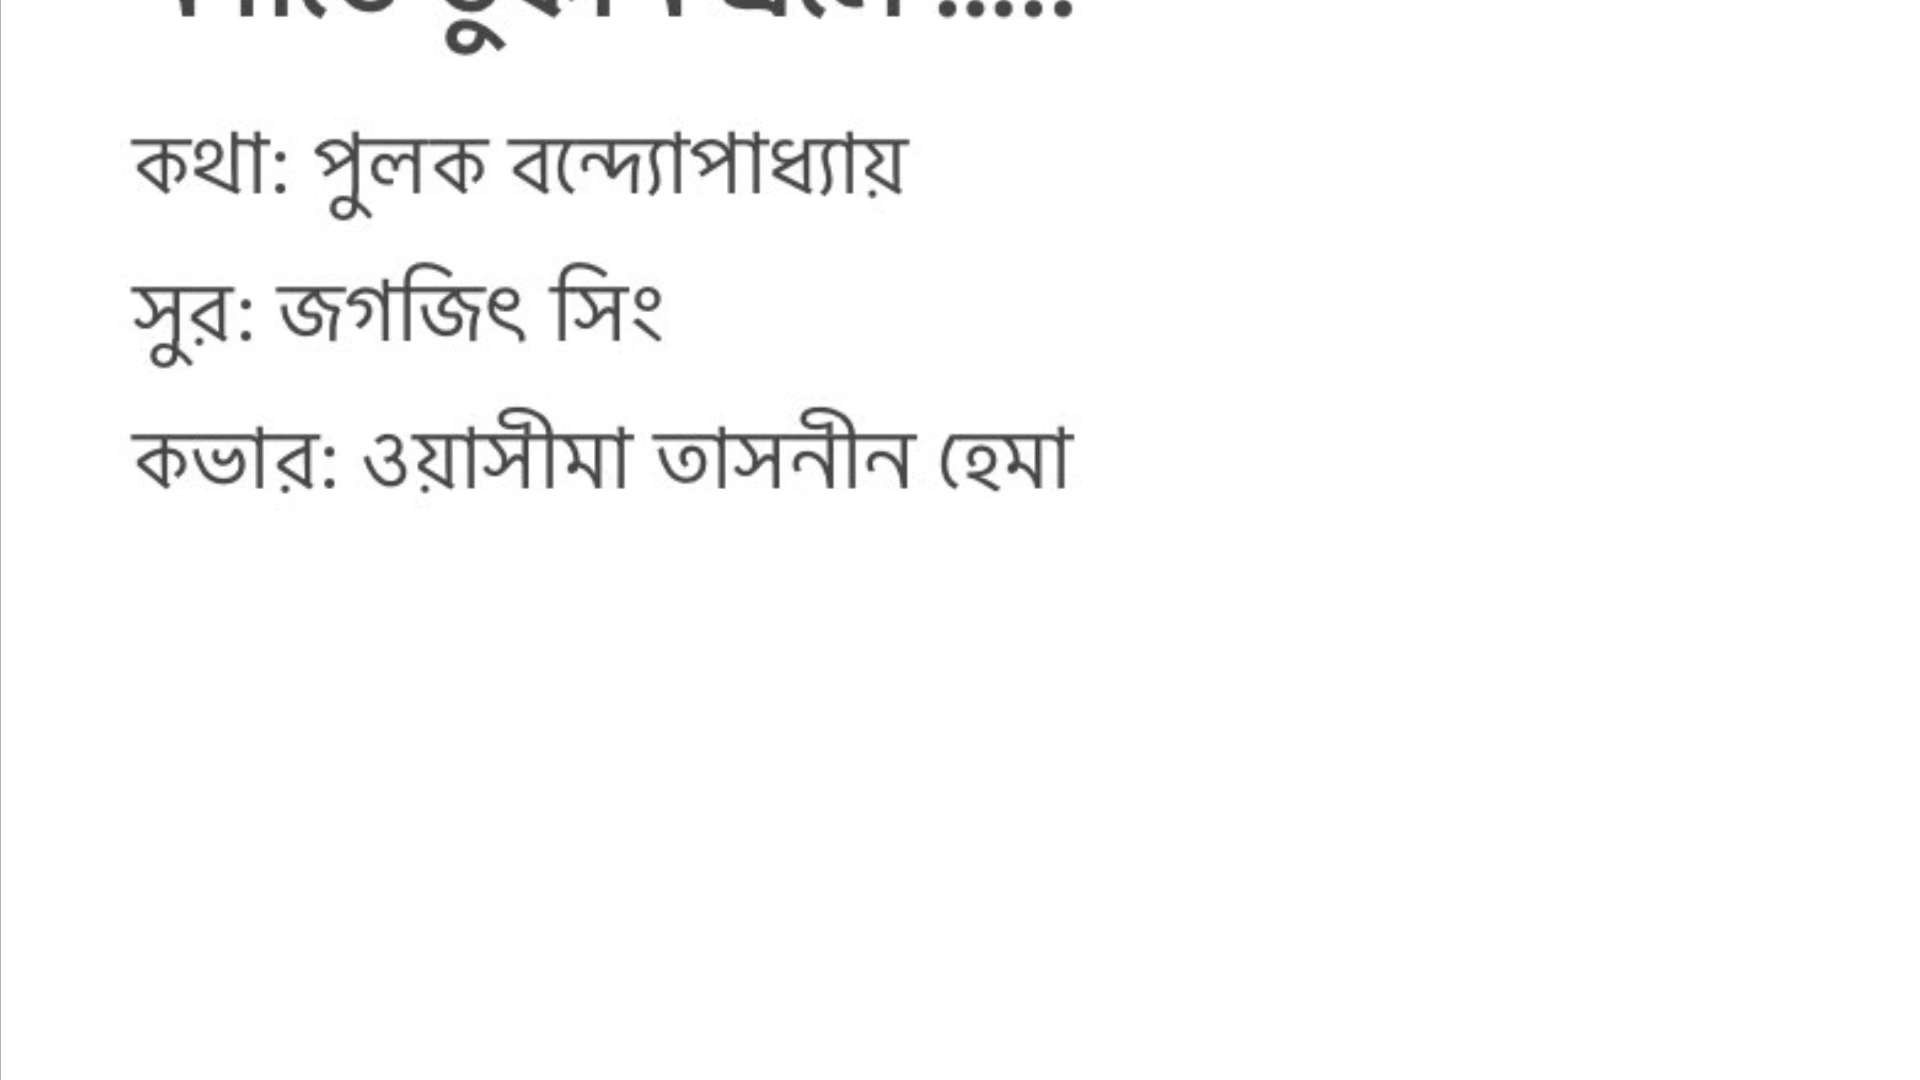 কথা: পুলক বন্দ্যোপাধ্যায়
সুর: জগজিৎ সিং
কভার: ওয়াসীমা তাসনীন হেমা